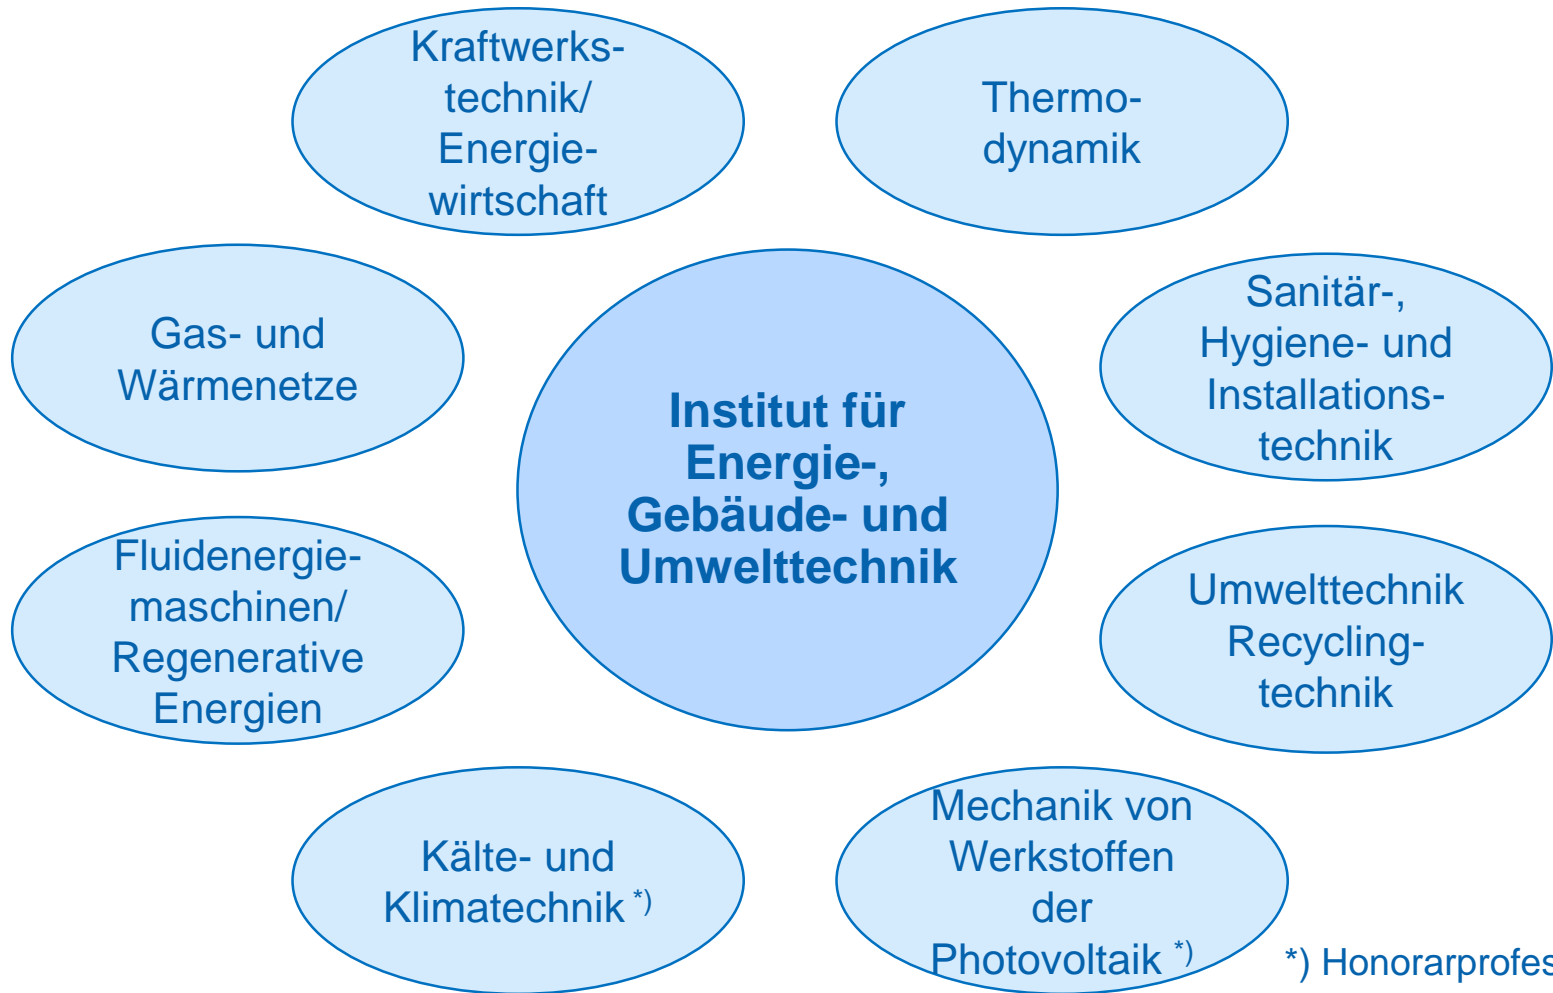 Kraftwerks-
technik/
Energie-
wirtschaft
Thermo-
dynamik
Gas- und
Wärmenetze
Institut für
Energie-,
Gebäude- und
Umwelttechnik
Sanitär-,
Hygiene- und
Installations-
technik
Fluidenergie-
maschinen/
Regenerative
Energien
Umwelttechnik
Recycling-
technik
Kälte- und
Klimatechnik *)
Mechanik von
Werkstoffen
der
Photovoltaik *)
*) Honorarprofes